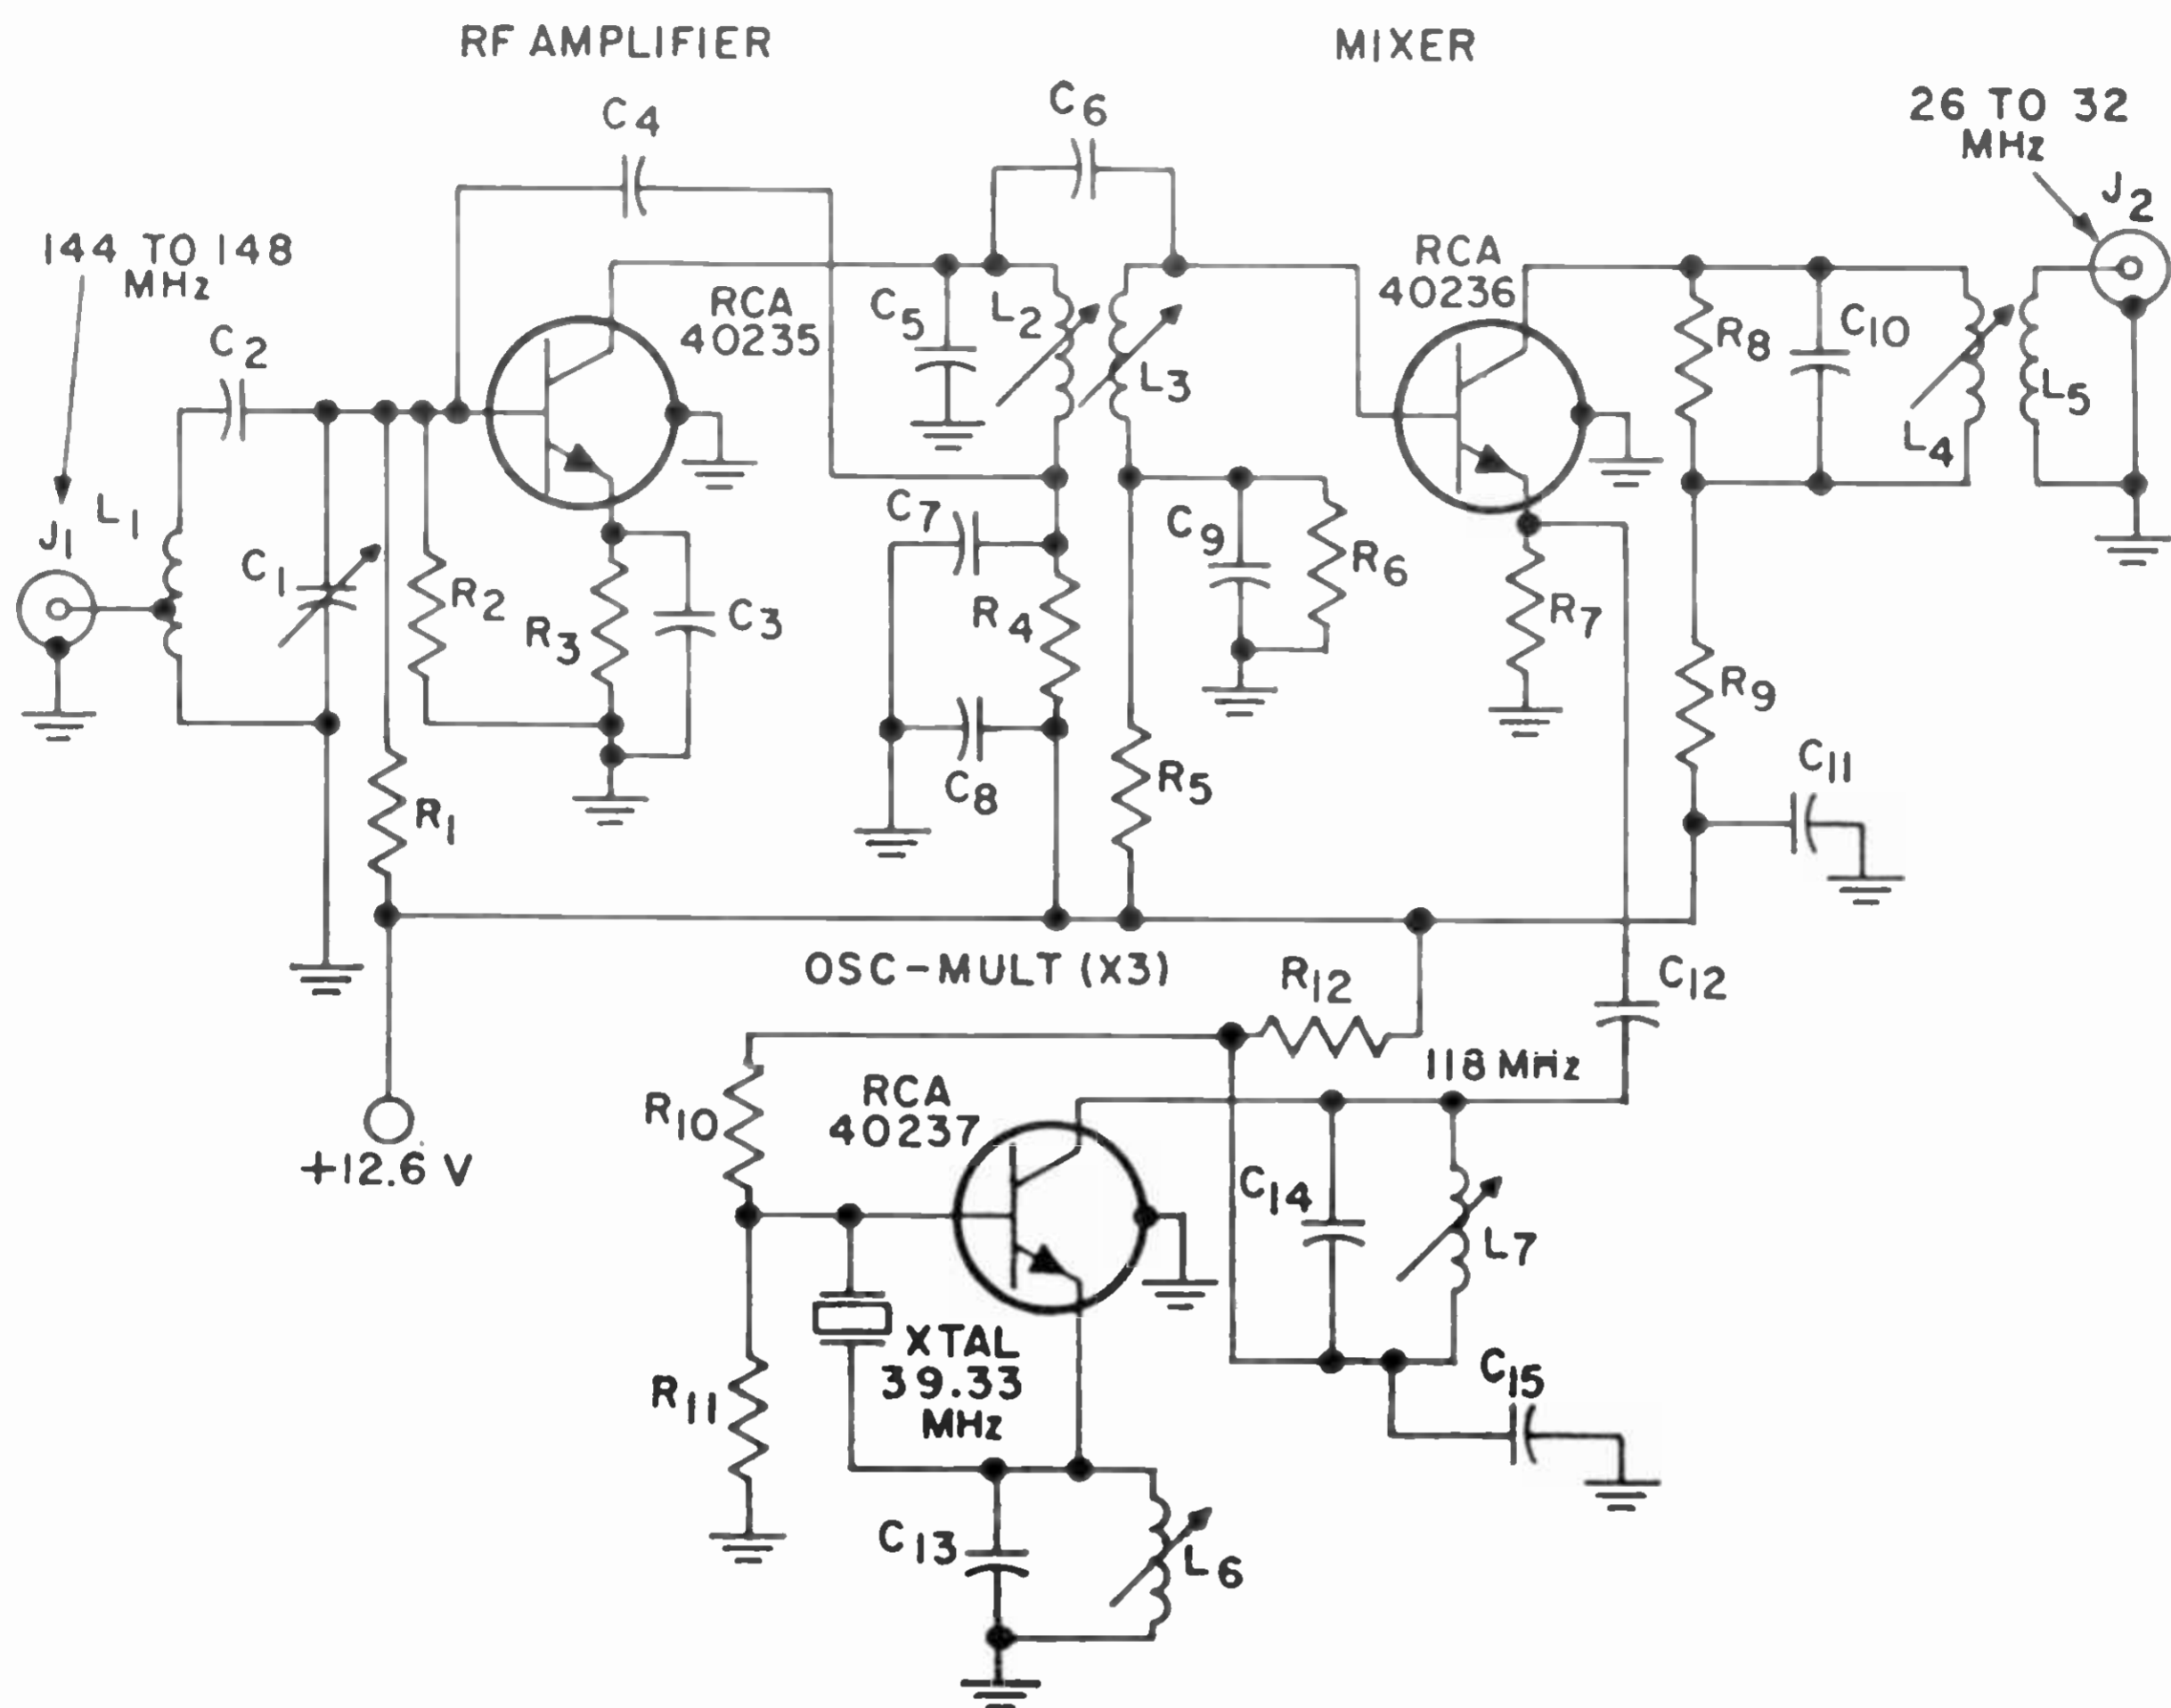 RF AMPLIFIER
MIXER
C4
C6
26 TO 32
MHz
J2
144 TO 148
MHz
C2
RCA
40235
C5
L2
L3
RCA
40236
R8
C10
L4
L5
J1
L1
C1
R2
R3
C3
C7
R4
C9
R6
R7
R9
C8
R5
C11
R1
OSC-MULT (X3)
R12
C12
118 MHz
+12.6 V
R10
RCA
40237
C14
L7
XTAL
39.33
MHz
R11
C15
C13
L6